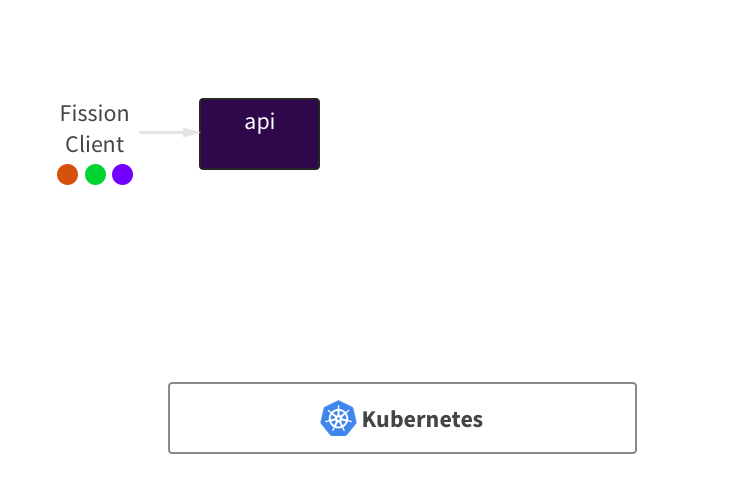 Fission
Client
api
Kubernetes